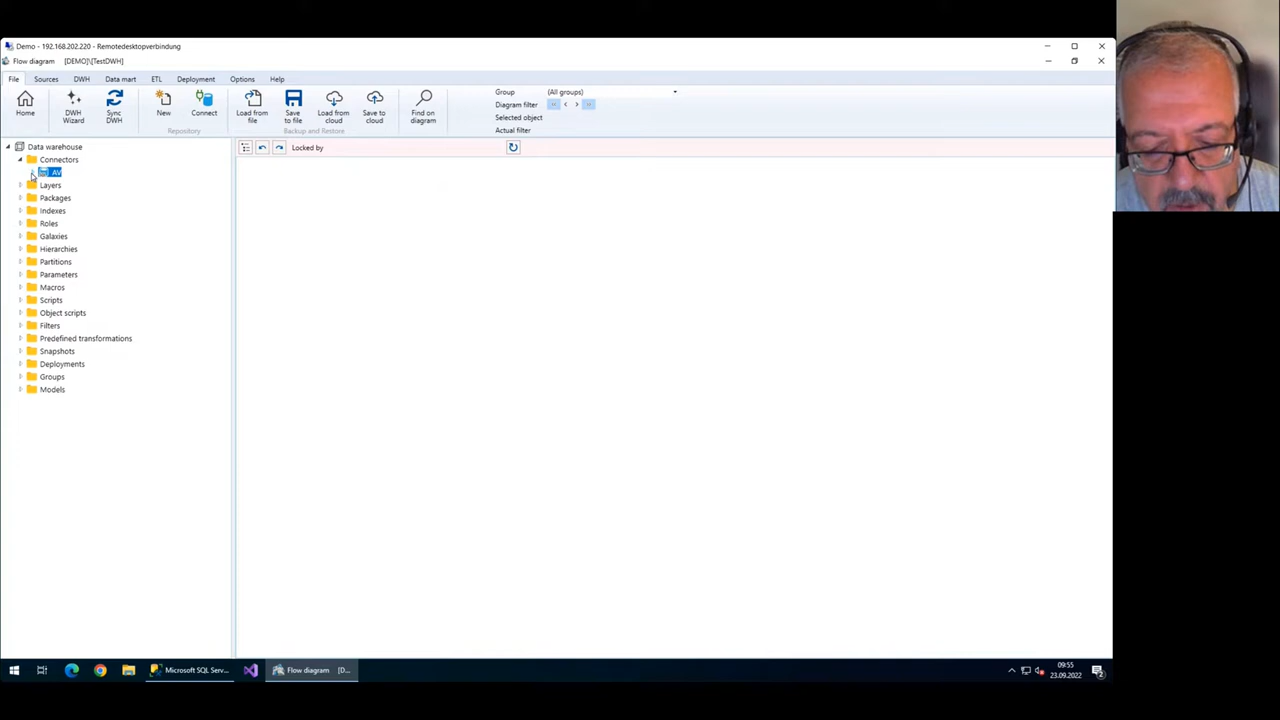 Demo - 192.168.202.220 - Remotedesktopverbindung
Flow diagram [DEMO]\[TestDWH]
File Sources DWH Data mart ETL Deployment Options Help
Home
DWH Wizard
Sync DWH
New
Connect
Load from file
Save to file
Load from cloud
Save to cloud
Find on diagram
Repository
Backup and Restore
Group (All groups)
Diagram filter
Selected object
Actual filter
Locked by
Data warehouse
Connectors
AV
Layers
Packages
Indexes
Roles
Galaxies
Hierarchies
Partitions
Parameters
Macros
Scripts
Object scripts
Filters
Predefined transformations
Snapshots
Deployments
Groups
Models
Microsoft SQL Serv...
Flow diagram [D...
09:55
23.09.2022
2